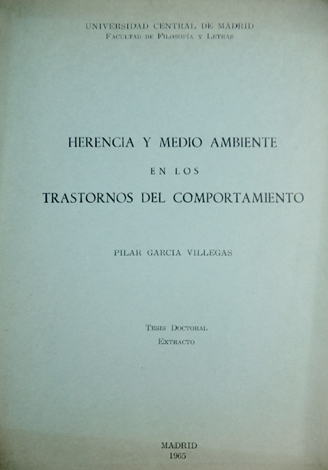 UNIVERSIDAD CENTRAL DE MADRID
FACULTAD DE FILOSOFÍA Y LETRAS
HERENCIA Y MEDIO AMBIENTE
EN LOS
TRASTORNOS DEL COMPORTAMIENTO
PILAR GARCIA VILLEGAS
TESIS DOCTORAL
EXTRACTO
MADRID
1965